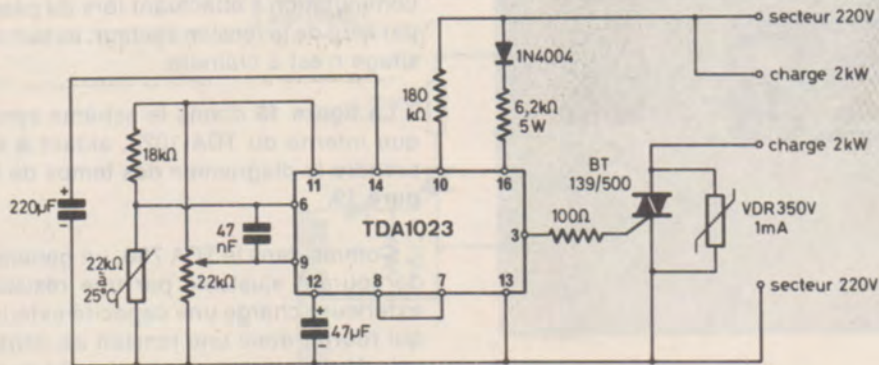 secteur 220V
1N4004
180
kΩ
6,2kΩ
5W
charge 2kW
charge 2kW
18kΩ
11
14
10
16
BT
139/500
220µF
+
-
6
47
nF
TDA1023
3
100Ω
VDR350V
1mA
9
22kΩ
à
25°C
22kΩ
12
8
7
13
secteur 220V
+
47µF
-